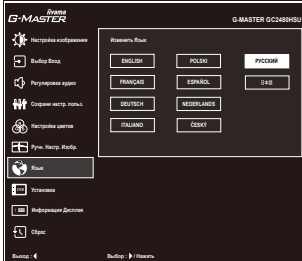 iiyama
G-MASTER
G-MASTER GC2480HSU
Настройка изображения
Выбор Вход
Регулировка аудио
Сохрани настр. польз.
Настройка цветов
Ручн. Настр. Изобр.
Язык
OSD
Установка
Информация Дисплея
Сброс
Изменить Язык
ENGLISH
POLSKI
РУССКИЙ
FRANÇAIS
ESPAÑOL
日本語
DEUTSCH
NEDERLANDS
ITALIANO
ČESKÝ
Выход :
Выбор : / Нажать